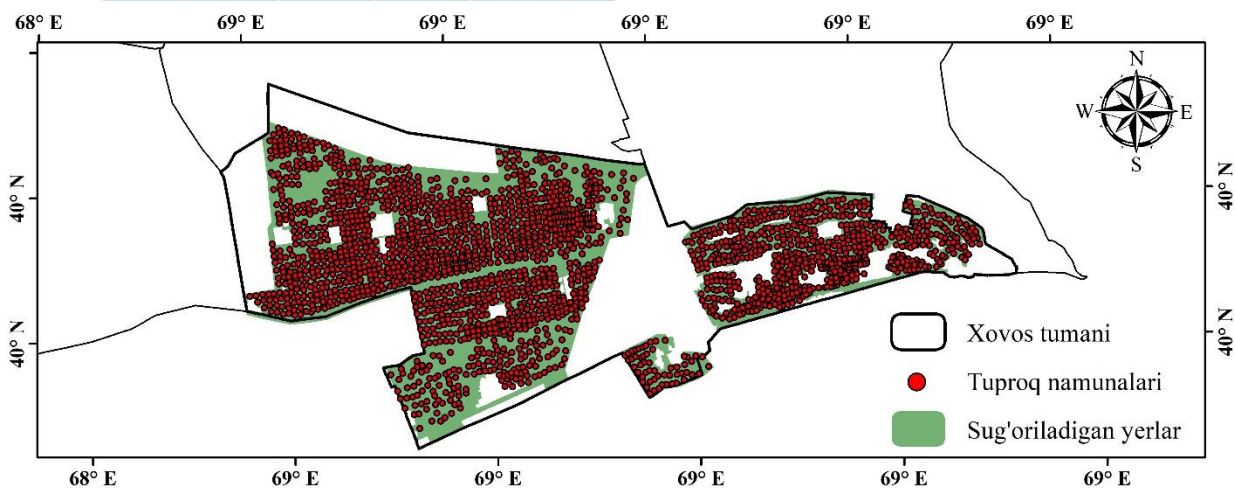 68° E 69° E 69° E 69° E 69° E 69° E
N
W E
S
40° N 40° N
40° N 40° N
Xovos tumani
Tuproq namunalari
Sug'oriladigan yerlar
68° E 69° E 69° E 69° E 69° E 69° E